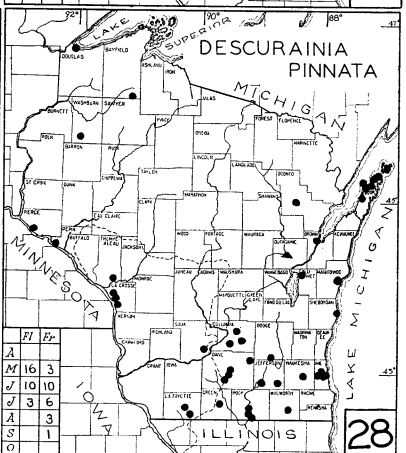 92°
90
88
47°
LAKE SUPERIOR
DESCURAINIA
PINNATA
DOUGLAS
BAYFIELD
ASHLAND
IRON
MICHIGAN
VILAS
WASHBURN
SAWYER
BURNETT
PRICE
ONEIDA
FOREST
FLORENCE
MARINETTE
POLK
BARRON
RUSK
LINCOLN
LANGLADE
OCONTO
TAYLOR
CHIPPEWA
ST CROIX
DUNN
MARATHON
SHAWANO
CLARK
EAU CLAIRE
45
PIERCE
PEPIN
BUFFALO
TREMPEALEAU
JACKSON
WOOD
PORTAGE
WAUPACA
OUTAGAMIE
BROWN
KEWAUNEE
MINNESOTA
MONROE
LA CROSSE
JUNEAU
ADAMS
WAUSHARA
WINNEBAGO
CALUMET
MANITOWOC
MARQUETTE
GREEN LAKE
FOND DU LAC
SHEBOYGAN
LAKE MICHIGAN
VERNON
CRAWFORD
RICHLAND
SAUK
COLUMBIA
DODGE
WASHINGTON
OZAUKEE
GRANT
IOWA
DANE
JEFFERSON
WAUKESHA
MIL
43°
LA FAYETTE
GREEN
ROCK
WALWORTH
RACINE
KENOSHA
Fl Fr
A
M 16 3
J 10 10
J 3 6
A 3
S 1
O
IOWA
ILLINOIS
28